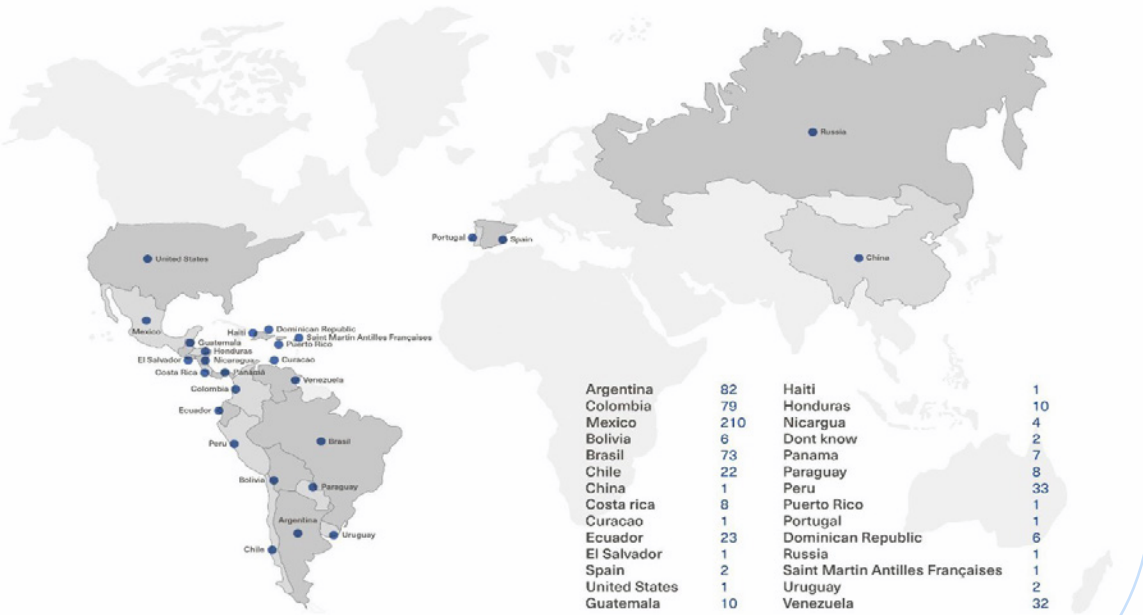 Russia
Portugal
Spain
United States
China
Mexico
Haiti
Dominican Republic
Saint Martin Antilles Françaises
Guatemala
Puerto Rico
Honduras
El Salvador
Nicaragua
Curacao
Costa Rica
Panamá
Venezuela
Colombia
Ecuador
Peru
Brasil
Bolivia
Paraguay
Argentina
Uruguay
Chile
Argentina 82
Colombia 79
Mexico 210
Bolivia 6
Brasil 73
Chile 22
China 1
Costa rica 8
Curacao 1
Ecuador 23
El Salvador 1
Spain 2
United States 1
Guatemala 10
Haiti 1
Honduras 10
Nicargua 4
Dont know 2
Panama 7
Paraguay 8
Peru 33
Puerto Rico 1
Portugal 1
Dominican Republic 6
Russia 1
Saint Martin Antilles Françaises 1
Uruguay 2
Venezuela 32